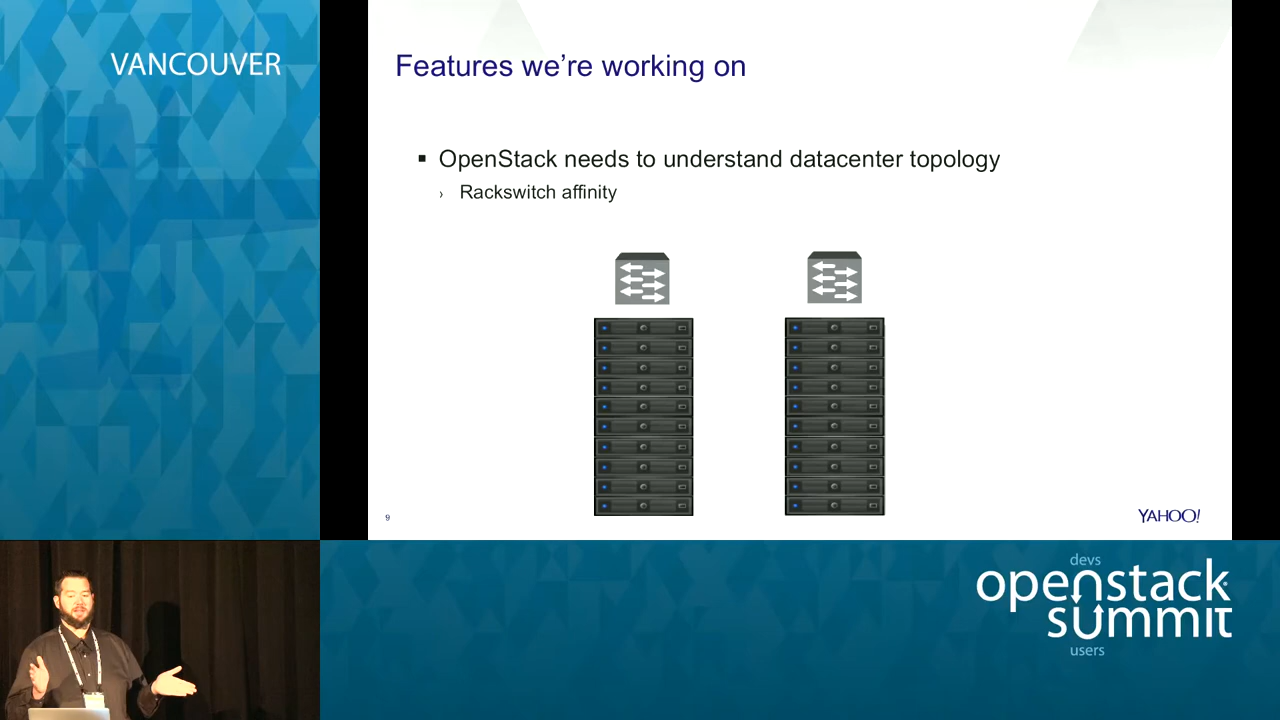 VANCOUVER
Features we're working on
▪ OpenStack needs to understand datacenter topology
› Rackswitch affinity
9
YAHOO!
devs
openstack
summit
users